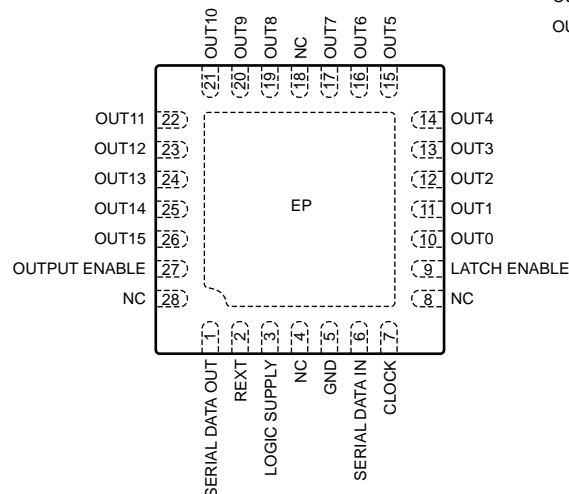 OUT10
OUT9
OUT8
NC
OUT7
OUT6
OUT5
21
20
19
18
17
16
15
OUT11 22
OUT12 23
OUT13 24
OUT14 25
OUT15 26
OUTPUT ENABLE 27
NC 28
EP
14 OUT4
13 OUT3
12 OUT2
11 OUT1
10 OUT0
9 LATCH ENABLE
8 NC
1
2
3
4
5
6
7
SERIAL DATA OUT
REXT
LOGIC SUPPLY
NC
GND
SERIAL DATA IN
CLOCK